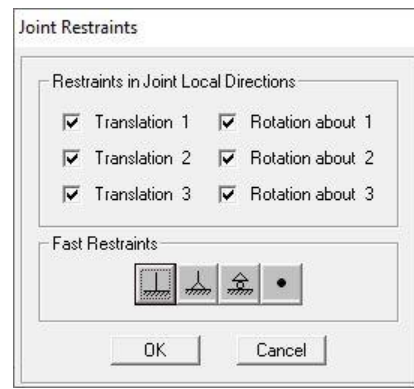 Joint Restraints
Restraints in Joint Local Directions
Translation 1 Rotation about 1
Translation 2 Rotation about 2
Translation 3 Rotation about 3
Fast Restraints
OK Cancel